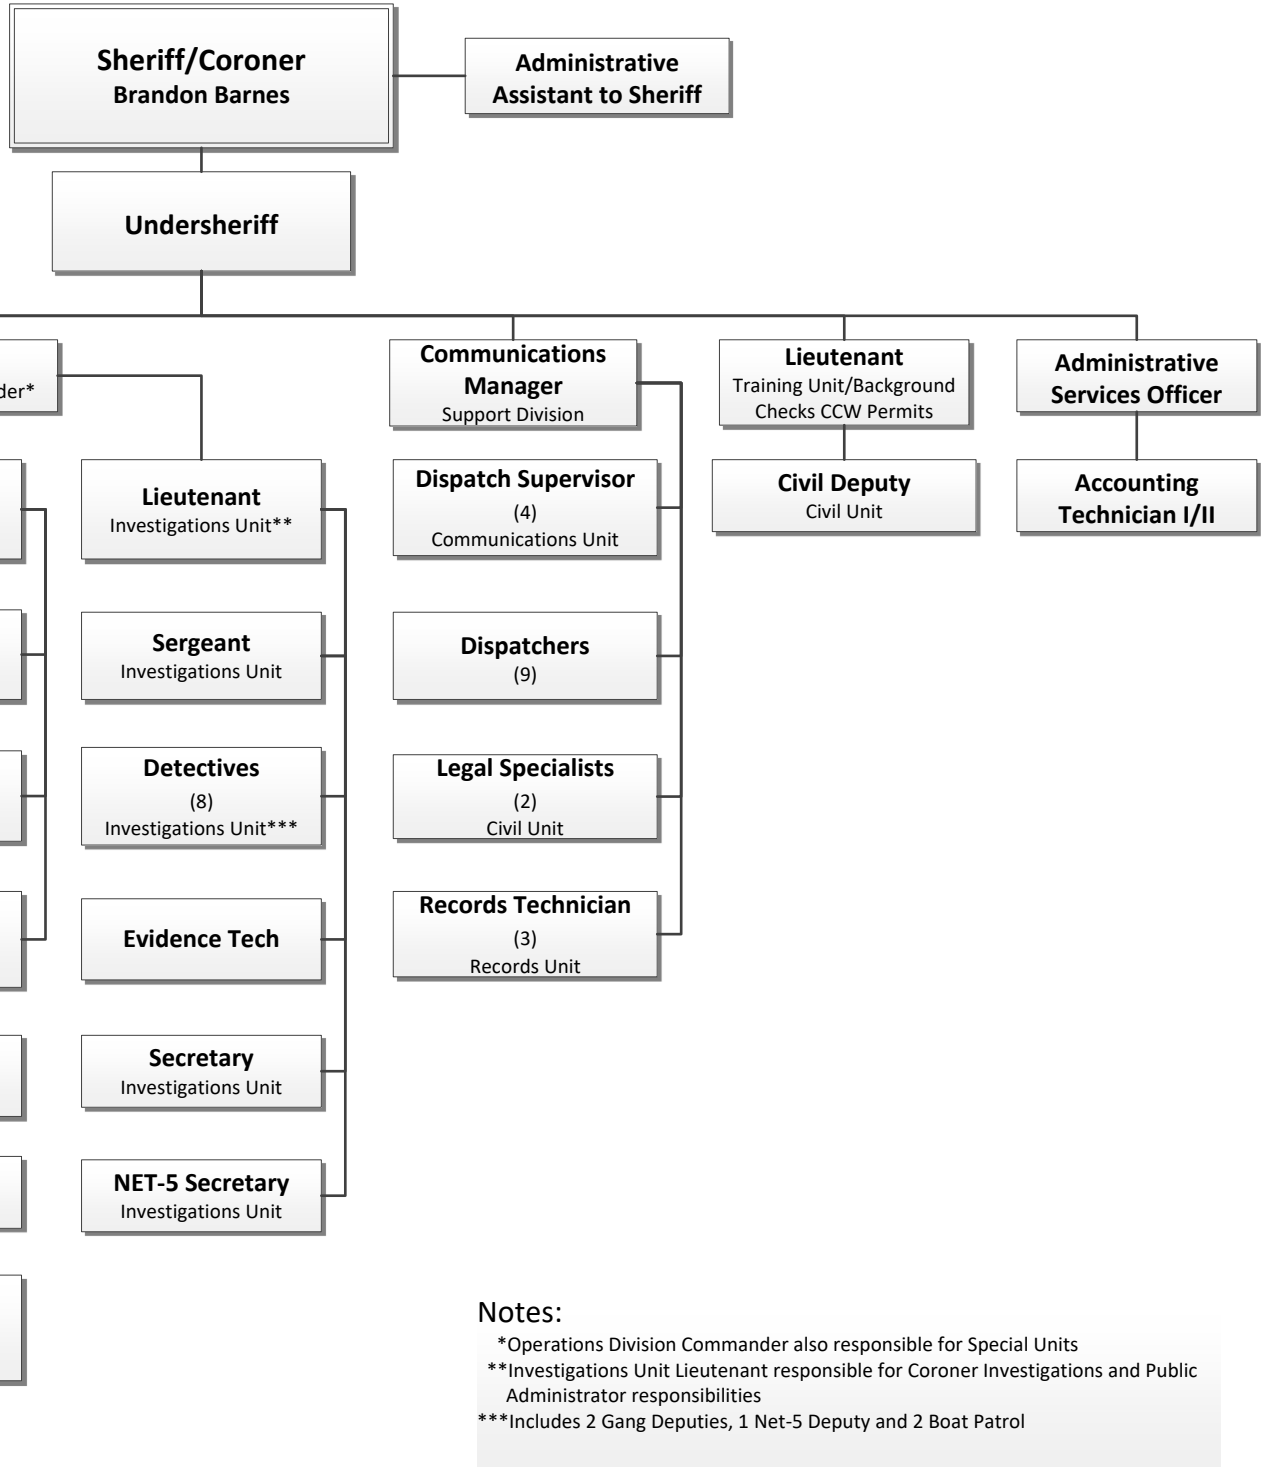 Sheriff/Coroner
Brandon Barnes
Administrative
Assistant to Sheriff
Undersheriff
der*
Communications
Manager
Support Division
Lieutenant
Training Unit/Background
Checks CCW Permits
Administrative
Services Officer
Lieutenant
Investigations Unit**
Dispatch Supervisor
(4)
Communications Unit
Civil Deputy
Civil Unit
Accounting
Technician I/II
Sergeant
Investigations Unit
Dispatchers
(9)
Detectives
(8)
Investigations Unit***
Legal Specialists
(2)
Civil Unit
Evidence Tech
Records Technician
(3)
Records Unit
Secretary
Investigations Unit
NET-5 Secretary
Investigations Unit
Notes:
*Operations Division Commander also responsible for Special Units
**Investigations Unit Lieutenant responsible for Coroner Investigations and Public
Administrator responsibilities
***Includes 2 Gang Deputies, 1 Net-5 Deputy and 2 Boat Patrol